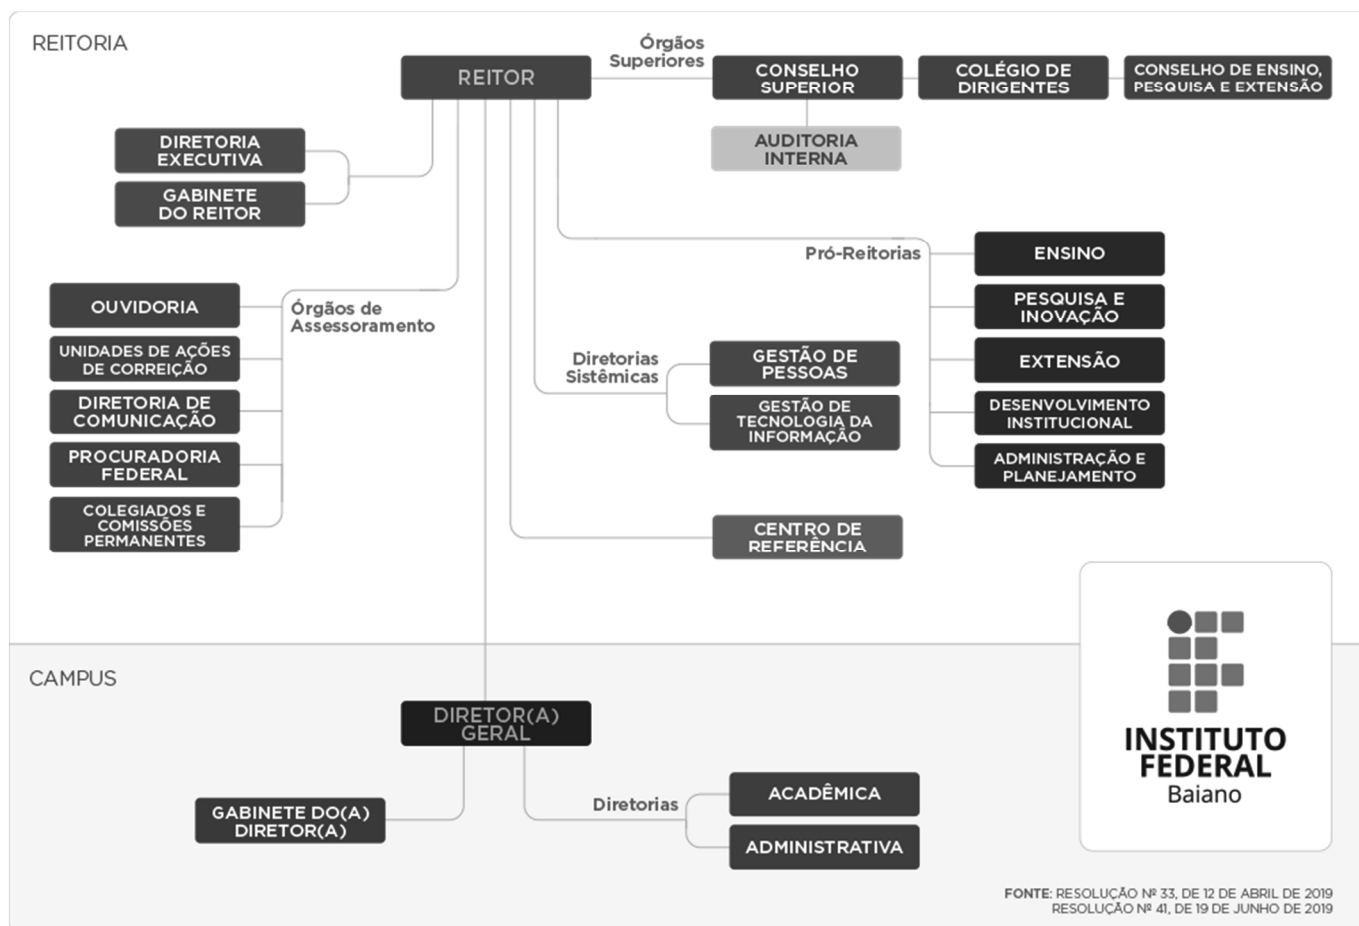 REITORIA
REITOR
Órgãos
Superiores
CONSELHO
SUPERIOR
COLÉGIO DE
DIRIGENTES
CONSELHO DE ENSINO,
PESQUISA E EXTENSÃO
AUDITORIA
INTERNA
DIRETORIA
EXECUTIVA
GABINETE
DO REITOR
Pró-Reitorias
ENSINO
PESQUISA E
INOVAÇÃO
EXTENSÃO
DESENVOLVIMENTO
INSTITUCIONAL
ADMINISTRAÇÃO E
PLANEJAMENTO
Órgãos de
Assessoramento
OUVIDORIA
UNIDADES DE AÇÕES
DE CORREIÇÃO
DIRETORIA DE
COMUNICAÇÃO
PROCURADORIA
FEDERAL
COLEGIADOS E
COMISSÕES
PERMANENTES
Diretorias
Sistêmicas
GESTÃO DE
PESSOAS
GESTÃO DE
TECNOLOGIA DA
INFORMAÇÃO
CENTRO DE
REFERÊNCIA
CAMPUS
DIRETOR(A)
GERAL
GABINETE DO(A)
DIRETOR(A)
Diretorias
ACADÊMICA
ADMINISTRATIVA
INSTITUTO
FEDERAL
Baiano
FONTE: RESOLUÇÃO Nº 33, DE 12 DE ABRIL DE 2019
RESOLUÇÃO Nº 41, DE 19 DE JUNHO DE 2019